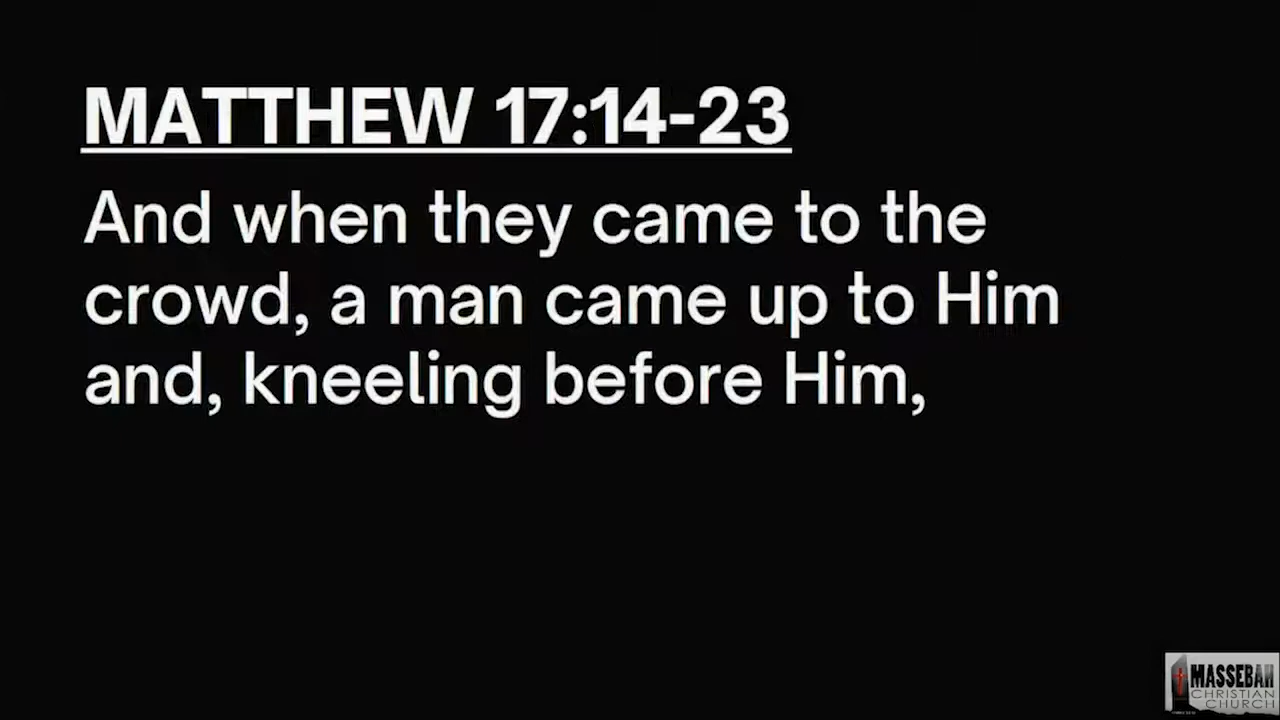 MATTHEW 17:14-23
And when they came to the
crowd, a man came up to Him
and, kneeling before Him,
MASSEBAH
CHRISTIAN
CHURCH